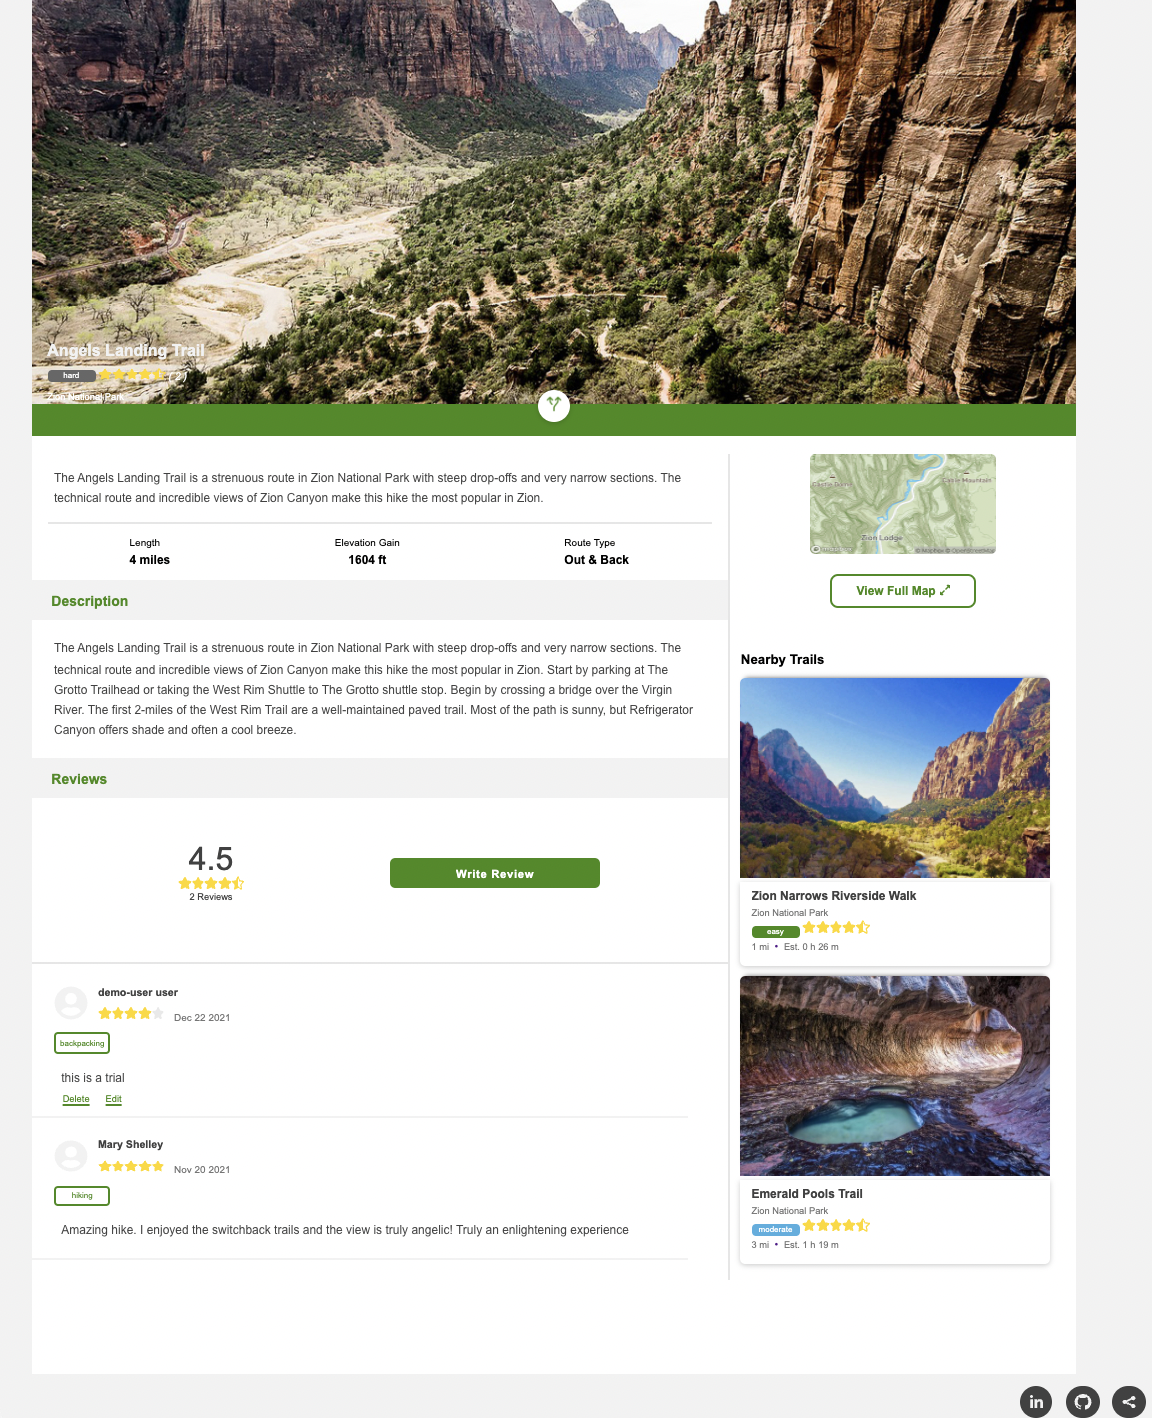 Angels Landing Trail
hard (2)
Zion National Park
The Angels Landing Trail is a strenuous route in Zion National Park with steep drop-offs and very narrow sections. The
technical route and incredible views of Zion Canyon make this hike the most popular in Zion.
Length
4 miles
Elevation Gain
1604 ft
Route Type
Out & Back
Description
The Angels Landing Trail is a strenuous route in Zion National Park with steep drop-offs and very narrow sections. The
technical route and incredible views of Zion Canyon make this hike the most popular in Zion. Start by parking at The
Grotto Trailhead or taking the West Rim Shuttle to The Grotto shuttle stop. Begin by crossing a bridge over the Virgin
River. The first 2-miles of the West Rim Trail are a well-maintained paved trail. Most of the path is sunny, but Refrigerator
Canyon offers shade and often a cool breeze.
Reviews
4.5
2 Reviews
Write Review
demo-user user
Dec 22 2021
backpacking
this is a trial
Delete Edit
Mary Shelley
Nov 20 2021
hiking
Amazing hike. I enjoyed the switchback trails and the view is truly angelic! Truly an enlightening experience
Castle Dome
Cable Mountain
Zion Lodge
© Mapbox © OpenStreetMap
View Full Map
Nearby Trails
Zion Narrows Riverside Walk
Zion National Park
easy
1 mi • Est. 0 h 26 m
Emerald Pools Trail
Zion National Park
moderate
3 mi • Est. 1 h 19 m
in